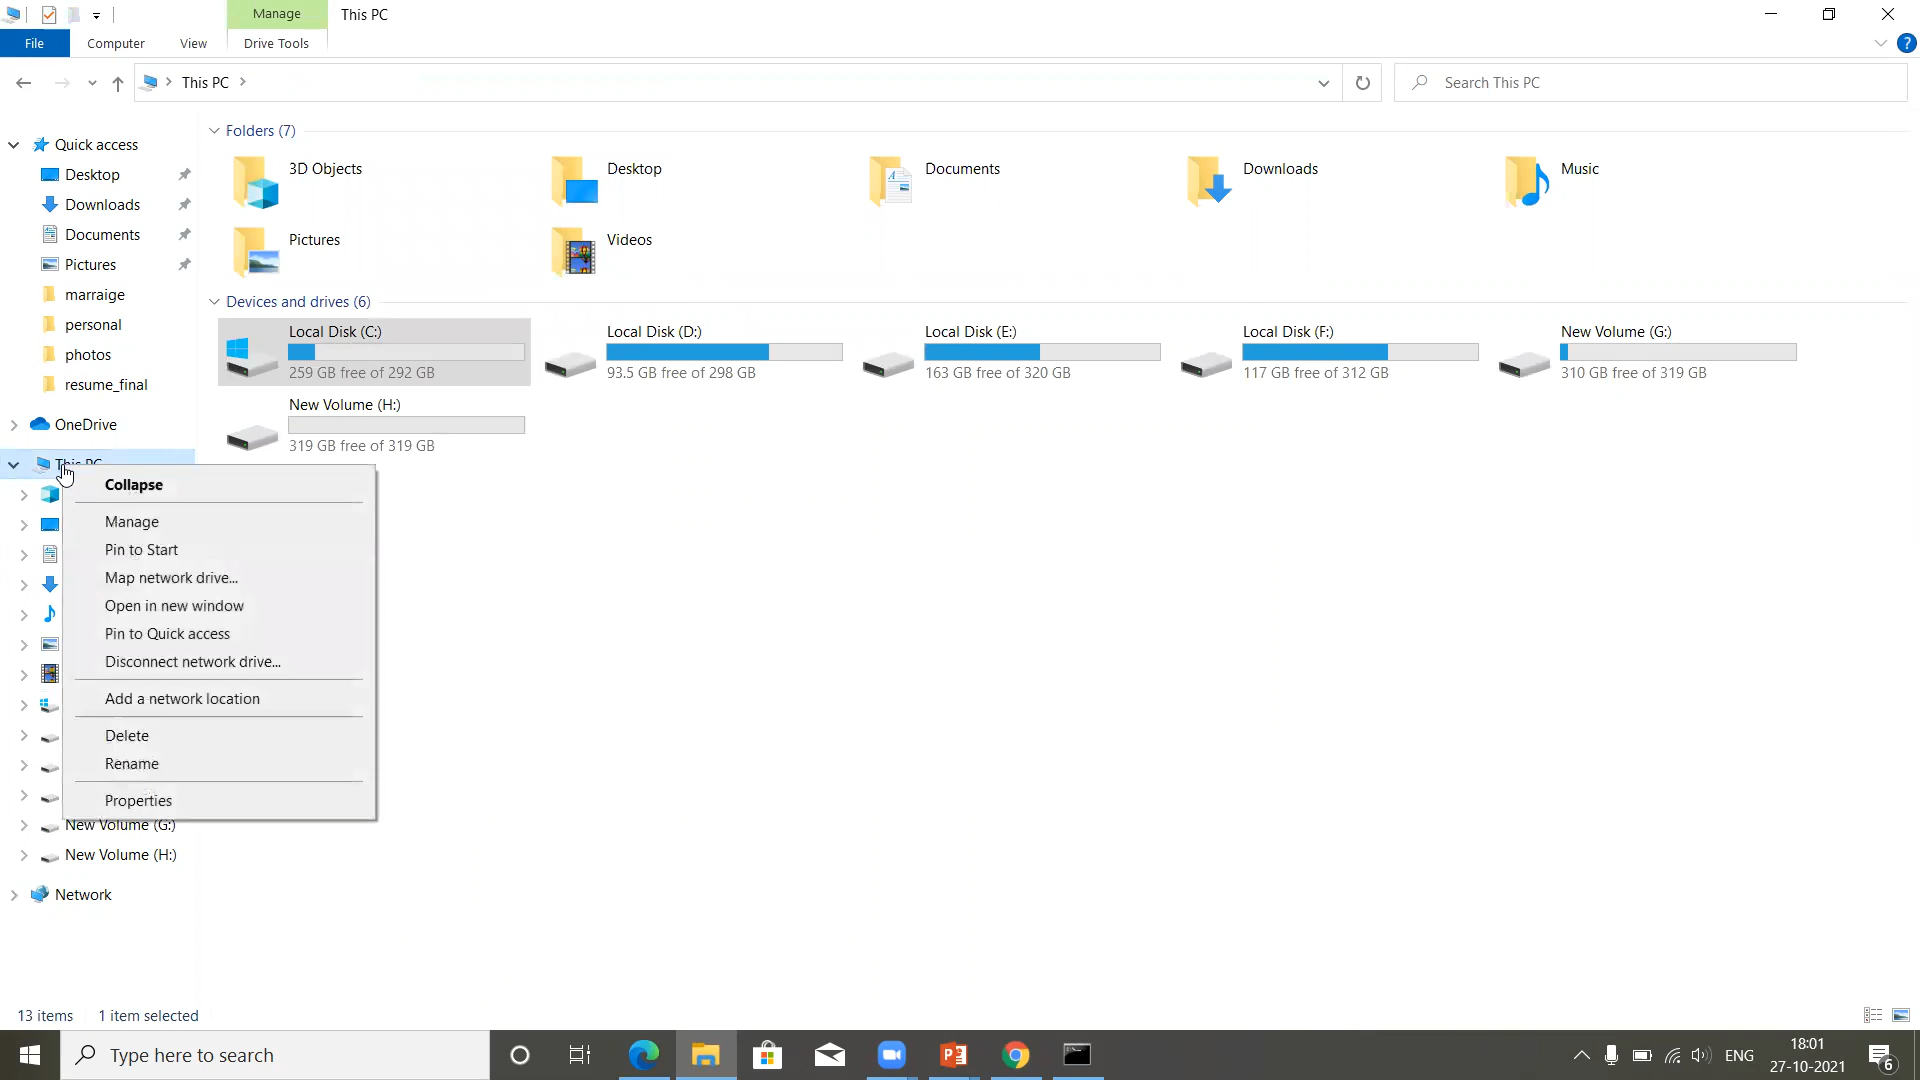 Manage
This PC
File
Computer
View
Drive Tools
This PC
Search This PC
Quick access
Desktop
Downloads
Documents
Pictures
marraige
personal
photos
resume_final
OneDrive
This PC
Folders (7)
3D Objects
Desktop
Documents
Downloads
Music
Pictures
Videos
Devices and drives (6)
Local Disk (C:)
259 GB free of 292 GB
Local Disk (D:)
93.5 GB free of 298 GB
Local Disk (E:)
163 GB free of 320 GB
Local Disk (F:)
117 GB free of 312 GB
New Volume (G:)
310 GB free of 319 GB
New Volume (H:)
319 GB free of 319 GB
Collapse
Manage
Pin to Start
Map network drive...
Open in new window
Pin to Quick access
Disconnect network drive...
Add a network location
Delete
Rename
Properties
New Volume (G:)
New Volume (H:)
Network
13 items
1 item selected
Type here to search
ENG
18:01
27-10-2021
6